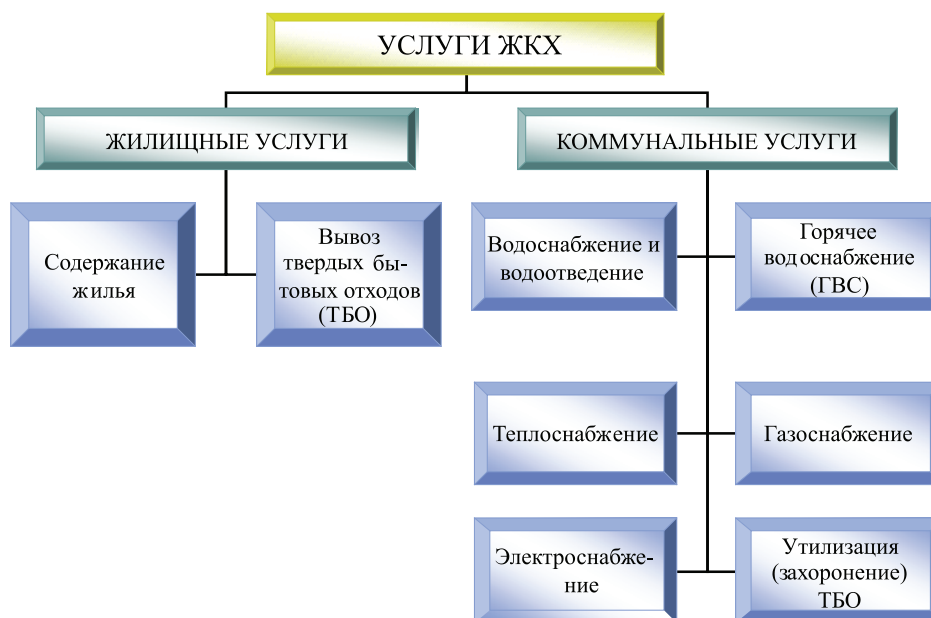 УСЛУГИ ЖКХ
ЖИЛИЩНЫЕ УСЛУГИ
КОММУНАЛЬНЫЕ УСЛУГИ
Содержание
жилья
Вывоз
твердых бы-
товых отходов
(ТБО)
Водоснабжение и
водоотведение
Горячее
водоснабжение
(ГВС)
Теплоснабжение
Газоснабжение
Электроснабже-
ние
Утилизация
(захоронение)
ТБО